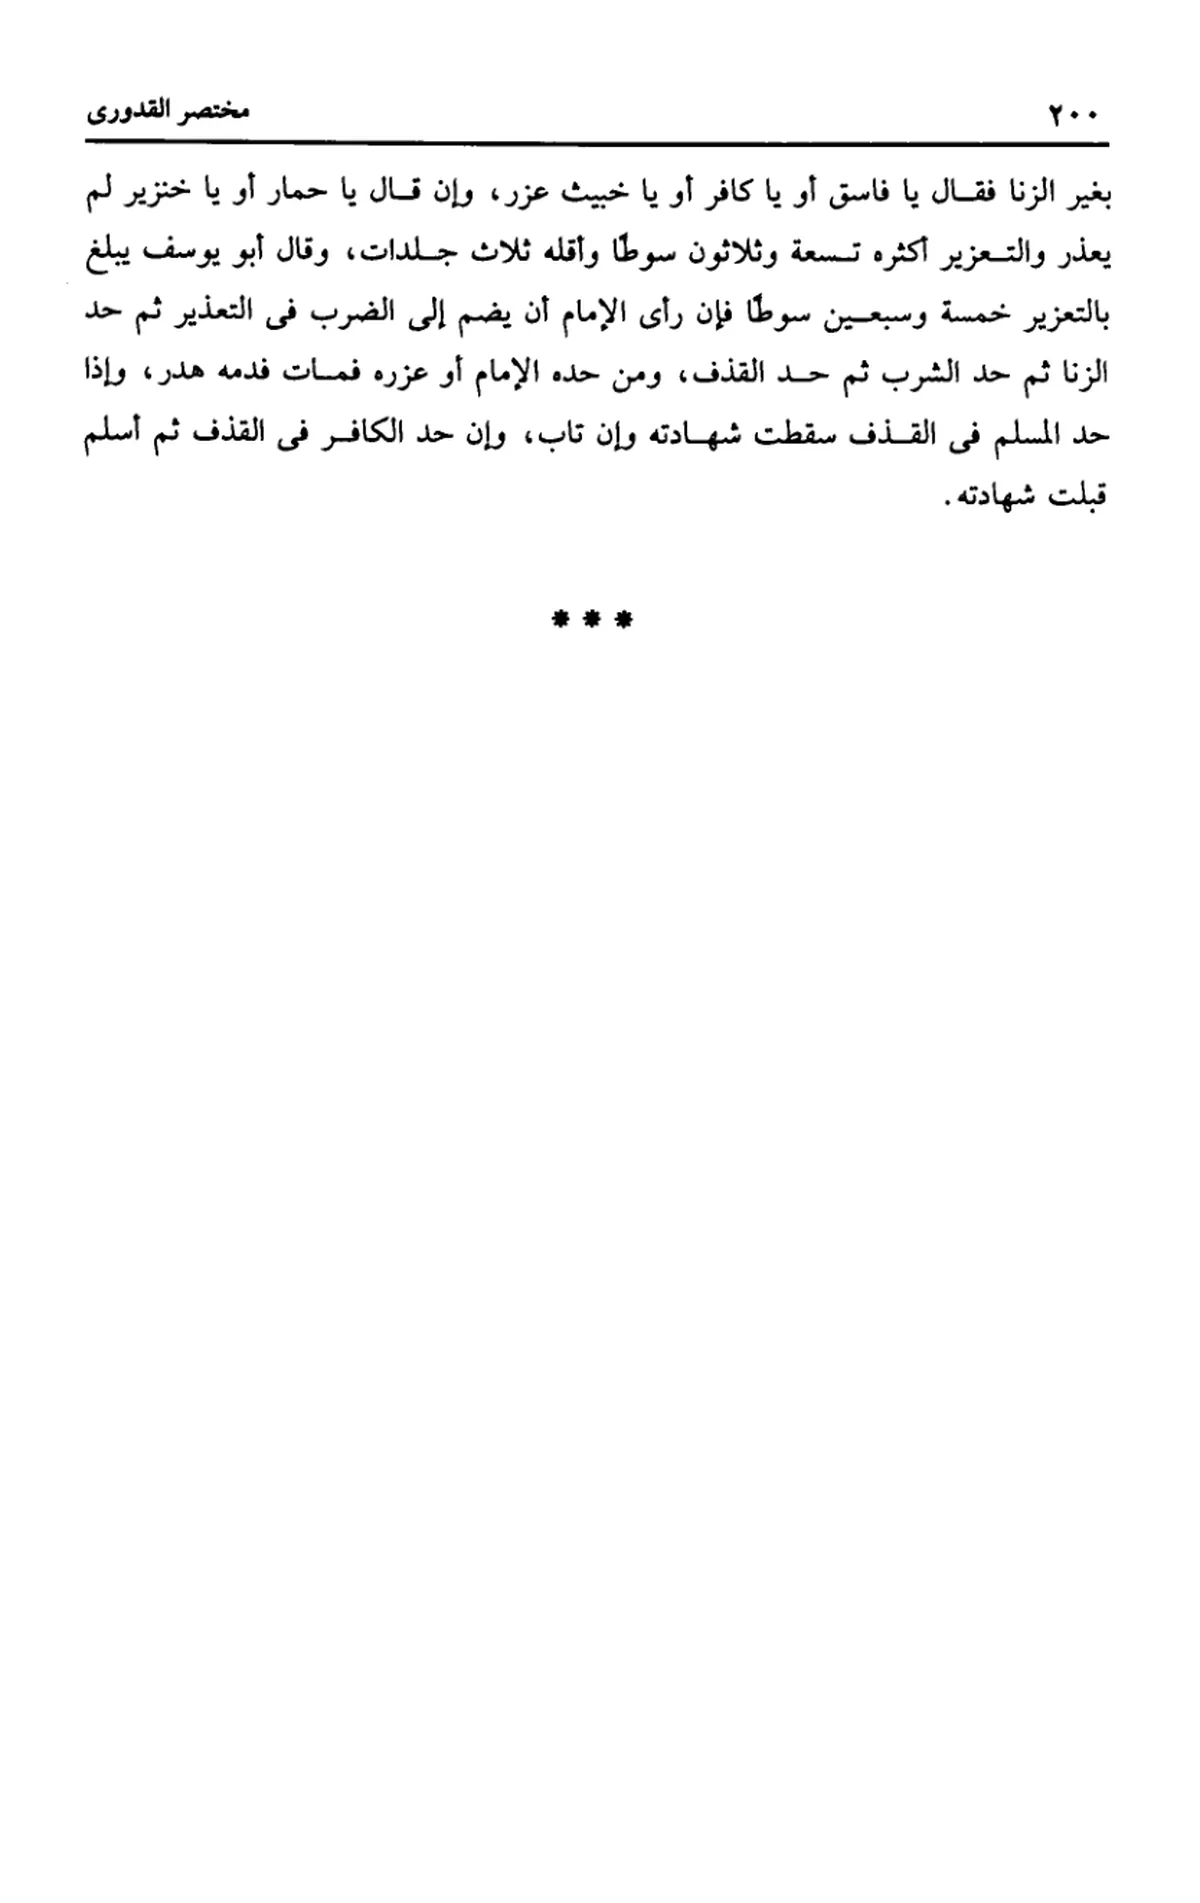 ٢٠٠ مختصر القدورى
بغير الزنا فقال يا فاسق أو يا كافر أو يا خبيث عزر، وإن قال يا حمار أو يا خنزير لم
يعذر والتعزير أكثره تسعة وثلاثون سوطًا وأقله ثلاث جلدات، وقال أبو يوسف يبلغ
بالتعزير خمسة وسبعين سوطًا فإن رأى الإمام أن يضم إلى الضرب فى التعذير ثم حد
الزنا ثم حد الشرب ثم حد القذف، ومن حده الإمام أو عزره فمات فدمه هدر، وإذا
حد المسلم فى القذف سقطت شهادته وإن تاب، وإن حد الكافر فى القذف ثم أسلم
قبلت شهادته.
* * *